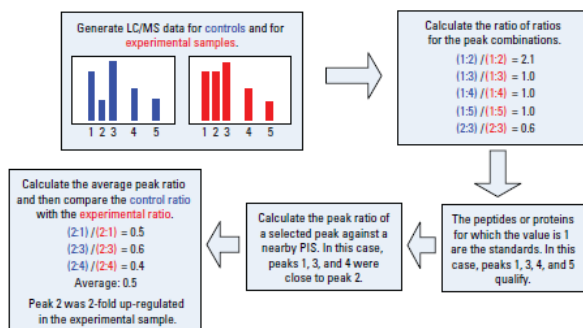 Generate LC/MS data for controls and for
experimental samples.
1 2 3 4 5
1 2 3 4 5
Calculate the ratio of ratios
for the peak combinations.
(1:2)/(1:2) = 2.1
(1:3)/(1:3) = 1.0
(1:4)/(1:4) = 1.0
(1:5)/(1:5) = 1.0
(2:3)/(2:3) = 0.6
The peptides or proteins
for which the value is 1
are the standards. In this
case, peaks 1, 3, 4, and 5
qualify.
Calculate the peak ratio of
a selected peak against a
nearby PIS. In this case,
peaks 1, 3, and 4 were
close to peak 2.
Calculate the average peak ratio
and then compare the control ratio
with the experimental ratio.
(2:1)/(2:1) = 0.5
(2:3)/(2:3) = 0.6
(2:4)/(2:4) = 0.4
Average: 0.5
Peak 2 was 2-fold up-regulated
in the experimental sample.